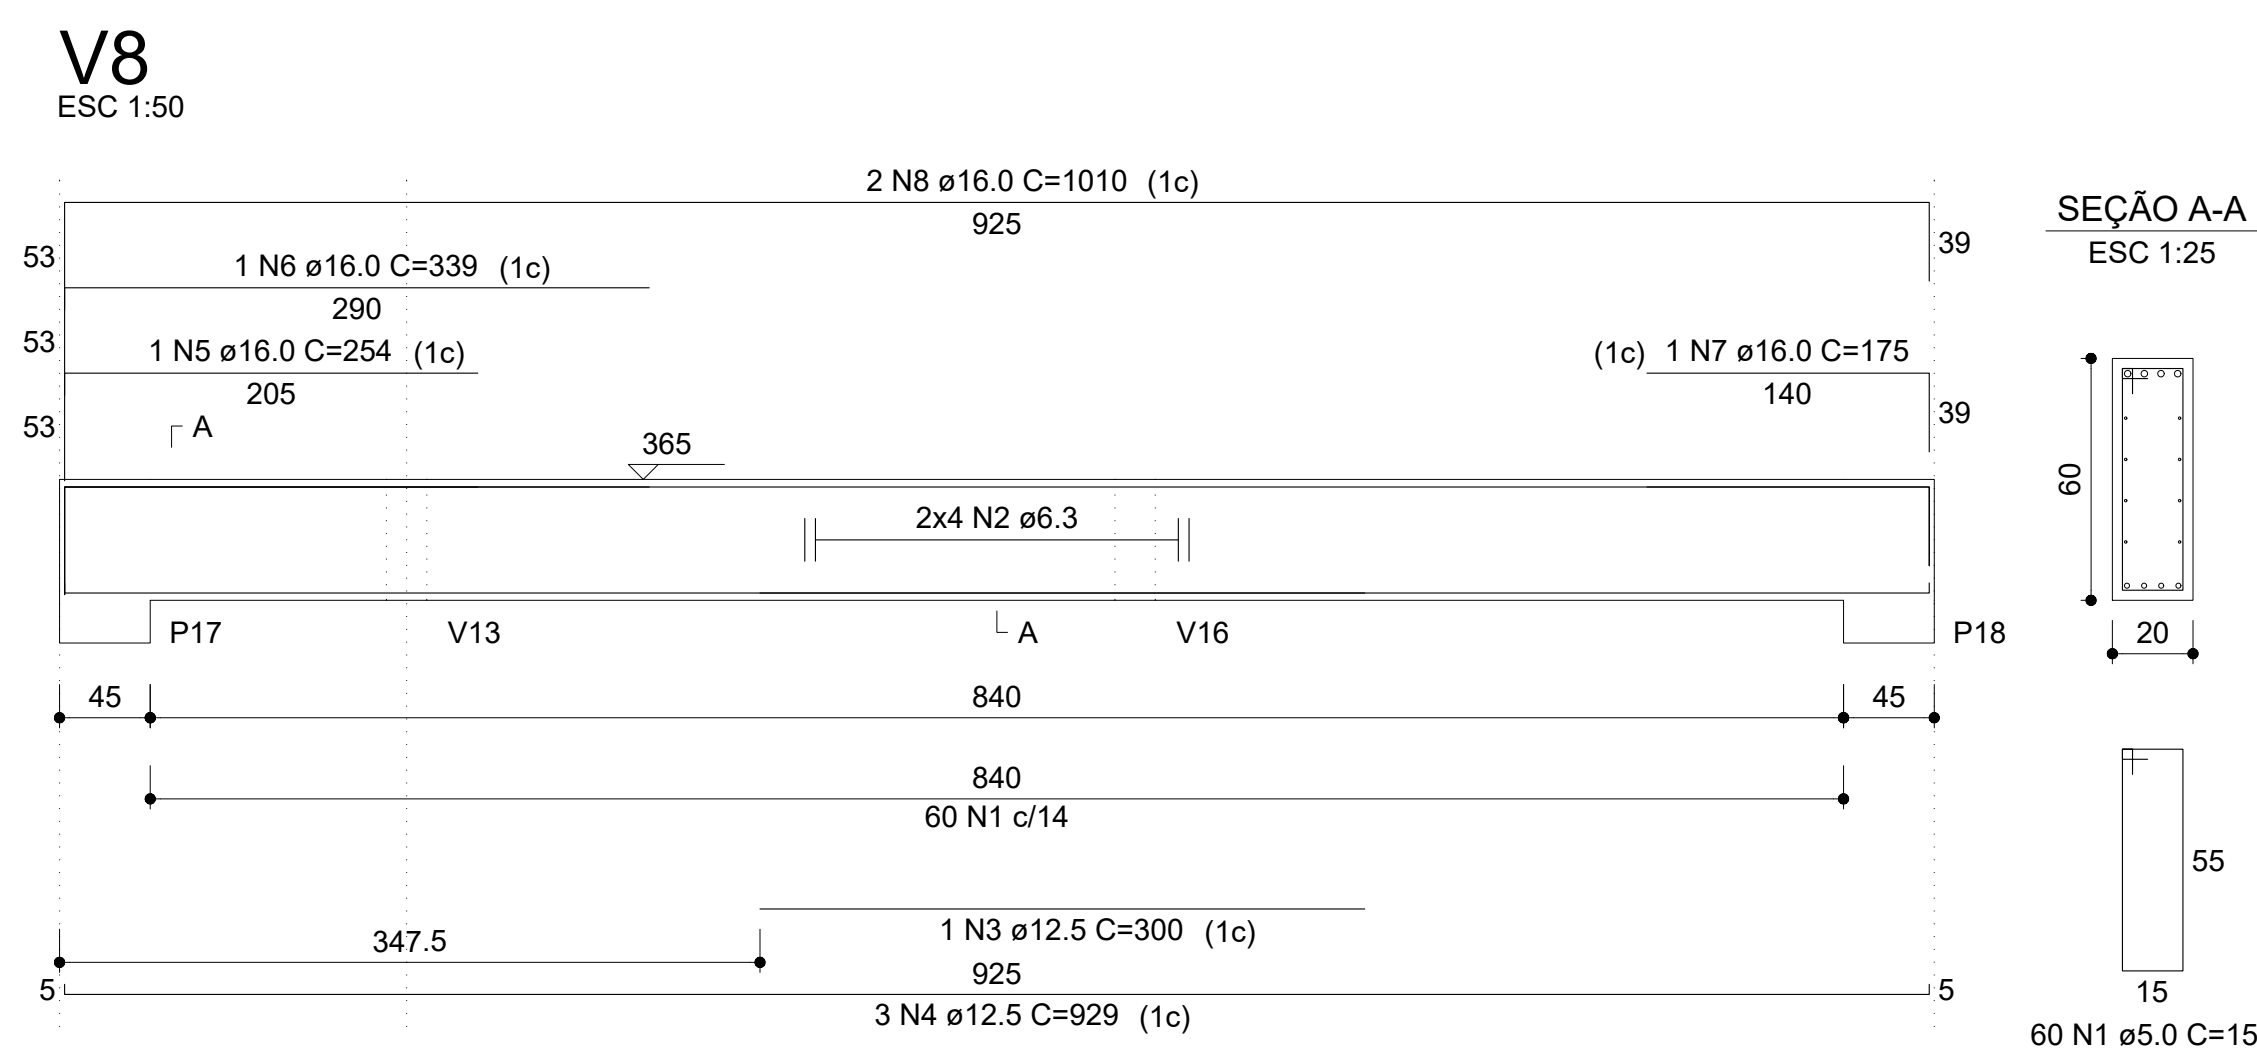 V8
ESC 1:50
2 N8 ø16.0 C=1010 (1c)
925
53
39
1 N6 ø16.0 C=339 (1c)
290
53
1 N5 ø16.0 C=254 (1c)
205
53
(1c) 1 N7 ø16.0 C=175
140
39
A
365
2x4 N2 ø6.3
P17
V13
A
V16
P18
45
840
45
840
60 N1 c/14
1 N3 ø12.5 C=300 (1c)
347.5
925
5
5
3 N4 ø12.5 C=929 (1c)
SEÇÃO A-A
ESC 1:25
60
20
55
15
60 N1 ø5.0 C=15